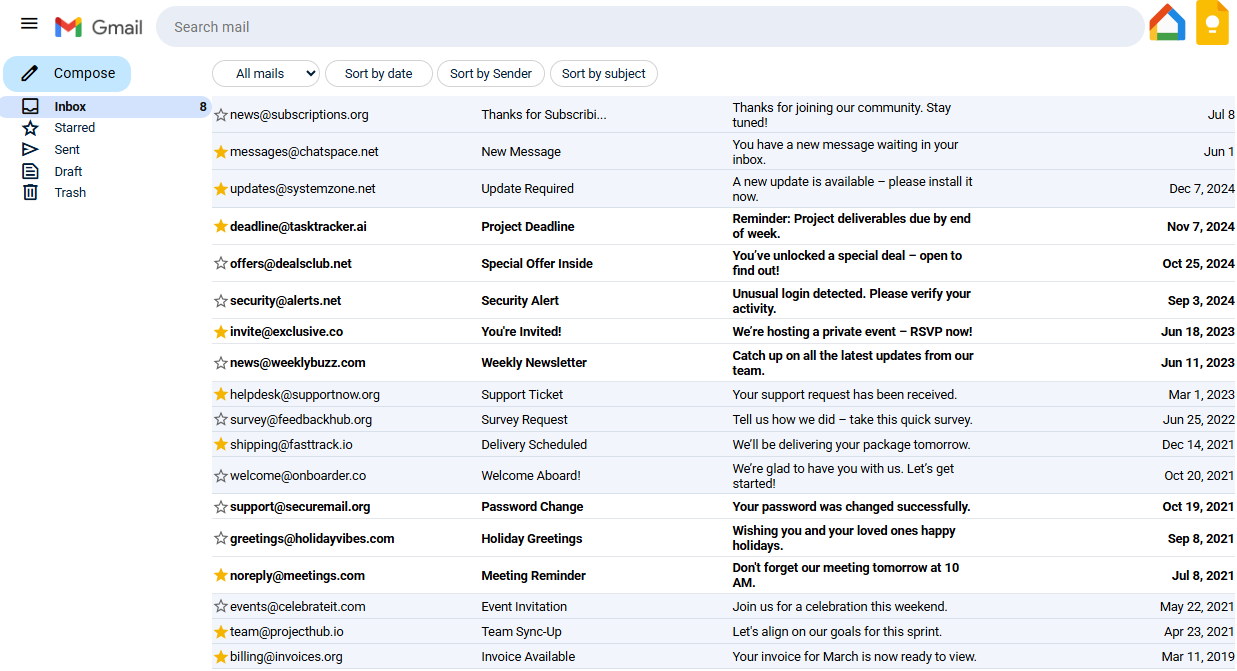 Gmail
Search mail
Compose
All mails
Sort by date
Sort by Sender
Sort by subject
Inbox 8
Starred
Sent
Draft
Trash
news@subscriptions.org Thanks for Subscribi... Thanks for joining our community. Stay Jul 8
tuned!
messages@chatspace.net New Message You have a new message waiting in your Jun 1
inbox.
updates@systemzone.net Update Required A new update is available – please install it Dec 7, 2024
now.
deadline@tasktracker.ai Project Deadline Reminder: Project deliverables due by end Nov 7, 2024
of week.
offers@dealsclub.net Special Offer Inside You’ve unlocked a special deal – open to Oct 25, 2024
find out!
security@alerts.net Security Alert Unusual login detected. Please verify your Sep 3, 2024
activity.
invite@exclusive.co You're Invited! We’re hosting a private event – RSVP now! Jun 18, 2023
news@weeklybuzz.com Weekly Newsletter Catch up on all the latest updates from our Jun 11, 2023
team.
helpdesk@supportnow.org Support Ticket Your support request has been received. Mar 1, 2023
survey@feedbackhub.org Survey Request Tell us how we did – take this quick survey. Jun 25, 2022
shipping@fasttrack.io Delivery Scheduled We’ll be delivering your package tomorrow. Dec 14, 2021
welcome@onboarder.co Welcome Aboard! We’re glad to have you with us. Let’s get Oct 20, 2021
started!
support@securemail.org Password Change Your password was changed successfully. Oct 19, 2021
greetings@holidayvibes.com Holiday Greetings Wishing you and your loved ones happy Sep 8, 2021
holidays.
noreply@meetings.com Meeting Reminder Don't forget our meeting tomorrow at 10 Jul 8, 2021
AM.
events@celebrateit.com Event Invitation Join us for a celebration this weekend. May 22, 2021
team@projecthub.io Team Sync-Up Let's align on our goals for this sprint. Apr 23, 2021
billing@invoices.org Invoice Available Your invoice for March is now ready to view. Mar 11, 2019